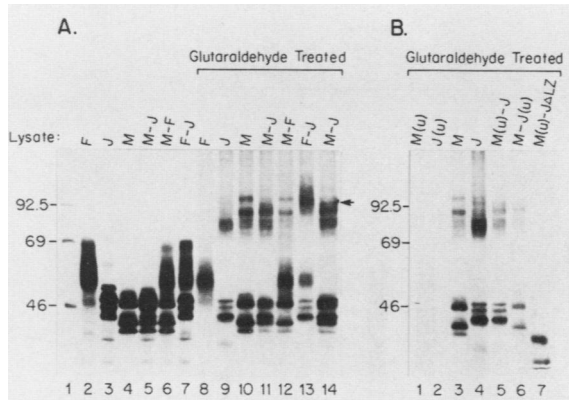 A.
B.
Glutaraldehyde Treated
Glutaraldehyde Treated
Lysate: F J M M-J M-F F-J F J M M-J M-F F-J M-J
M(u) J(u) M J M(u)-J M-J(u) M(u)-JΔLZ
92.5
69
46
92.5
69
46
1 2 3 4 5 6 7 8 9 10 11 12 13 14
1 2 3 4 5 6 7